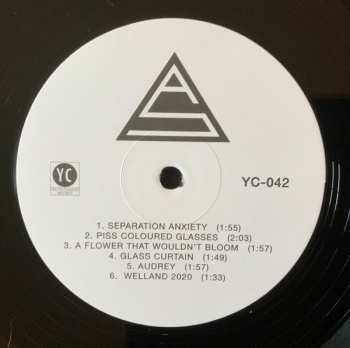 AS
YC
YC-042
1. SEPARATION ANXIETY (1:55)
2. PISS COLOURED GLASSES (2:03)
3. A FLOWER THAT WOULDN'T BLOOM (1:57)
4. GLASS CURTAIN (1:49)
5. AUDREY (1:57)
6. WELLAND 2020 (1:33)